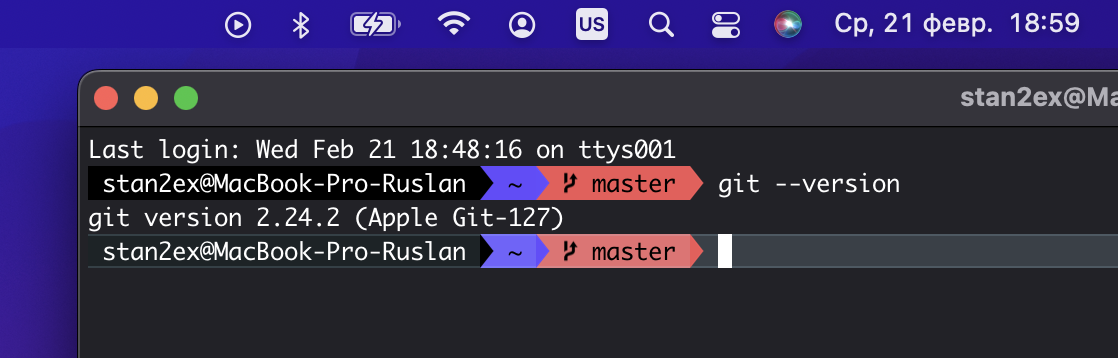 US Ср, 21 февр. 18:59
stan2ex@Ma
Last login: Wed Feb 21 18:48:16 on ttys001
stan2ex@MacBook-Pro-Ruslan ~ master git --version
git version 2.24.2 (Apple Git-127)
stan2ex@MacBook-Pro-Ruslan ~ master